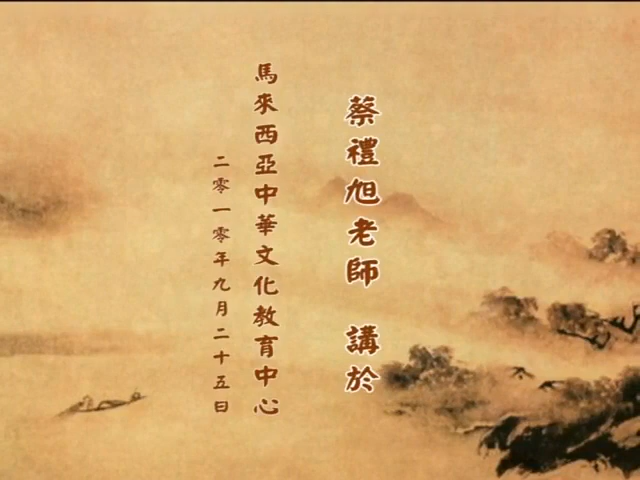 蔡禮旭老師 講於
馬來西亞中華文化教育中心
二零一零年九月二十五日